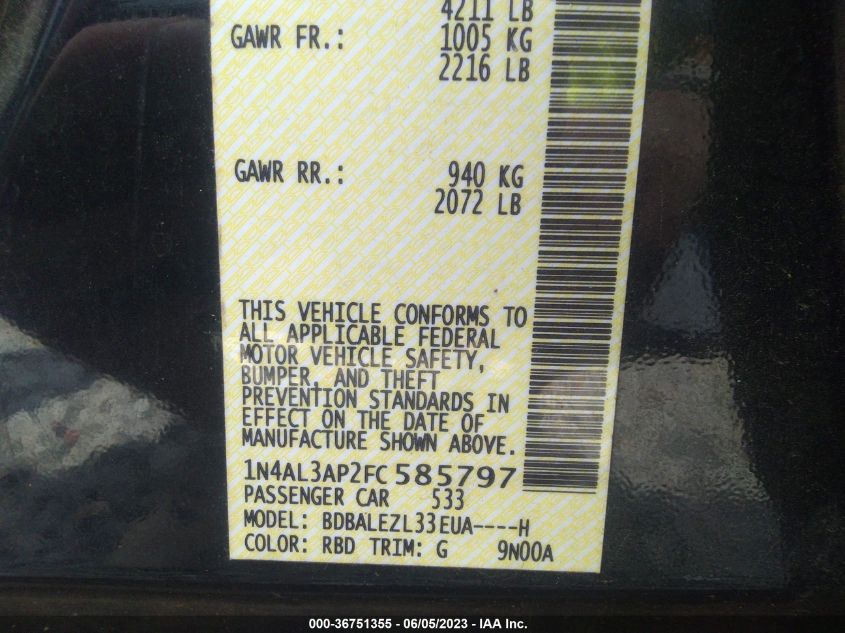 4211 LB
GAWR FR.: 1005 KG
2216 LB
GAWR RR.: 940 KG
2072 LB
THIS VEHICLE CONFORMS TO
ALL APPLICABLE FEDERAL
MOTOR VEHICLE SAFETY,
BUMPER, AND THEFT
PREVENTION STANDARDS IN
EFFECT ON THE DATE OF
MANUFACTURE SHOWN ABOVE.
1N4AL3AP2FC585797
PASSENGER CAR 533
MODEL: BDBALEZL33EUA----H
COLOR: RBD TRIM: G 9N00A
000-36751355 - 06/05/2023 - IAA Inc.